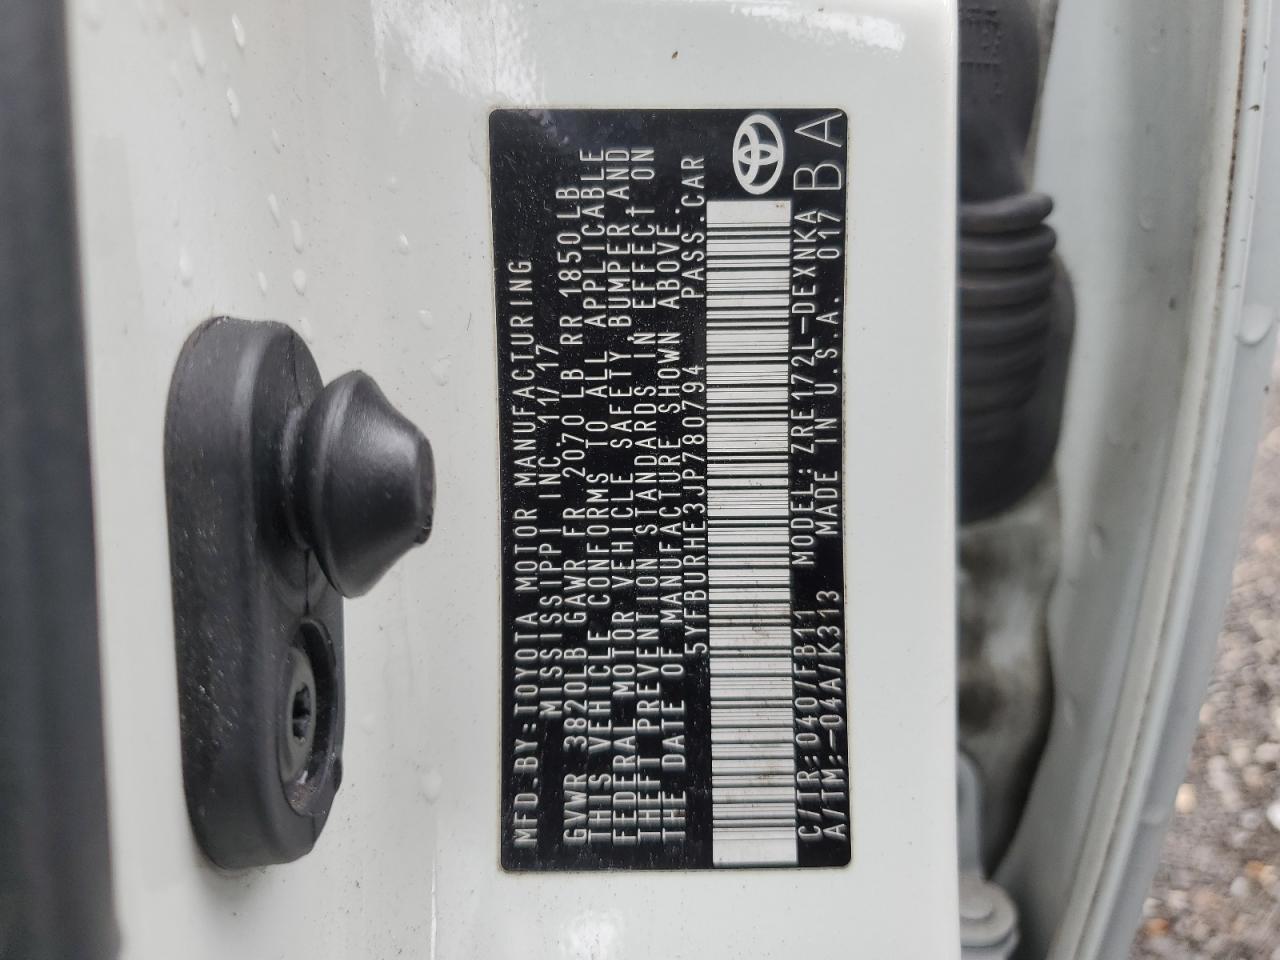 MFD.BY:TOYOTA MOTOR MANUFACTURING
MISSISSIPPI INC. 11/17
GVWR 3820LB GAWR FR 2070 LB RR 1850LB
THIS VEHICLE CONFORMS TO ALL APPLICABLE
FEDERAL MOTOR VEHICLE SAFETY BUMPER AND
THEFT PREVENTION STANDARDS IN EFFECT ON
THE DATE OF MANUFACTURE SHOWN ABOVE.
5YFBURHE3JP780794 PASS.CAR
C/TR:040/FB11 MODEL:ZRE172L-DEXNKA
A/TM:-04A/K313 MADE IN U.S.A. 017
BA